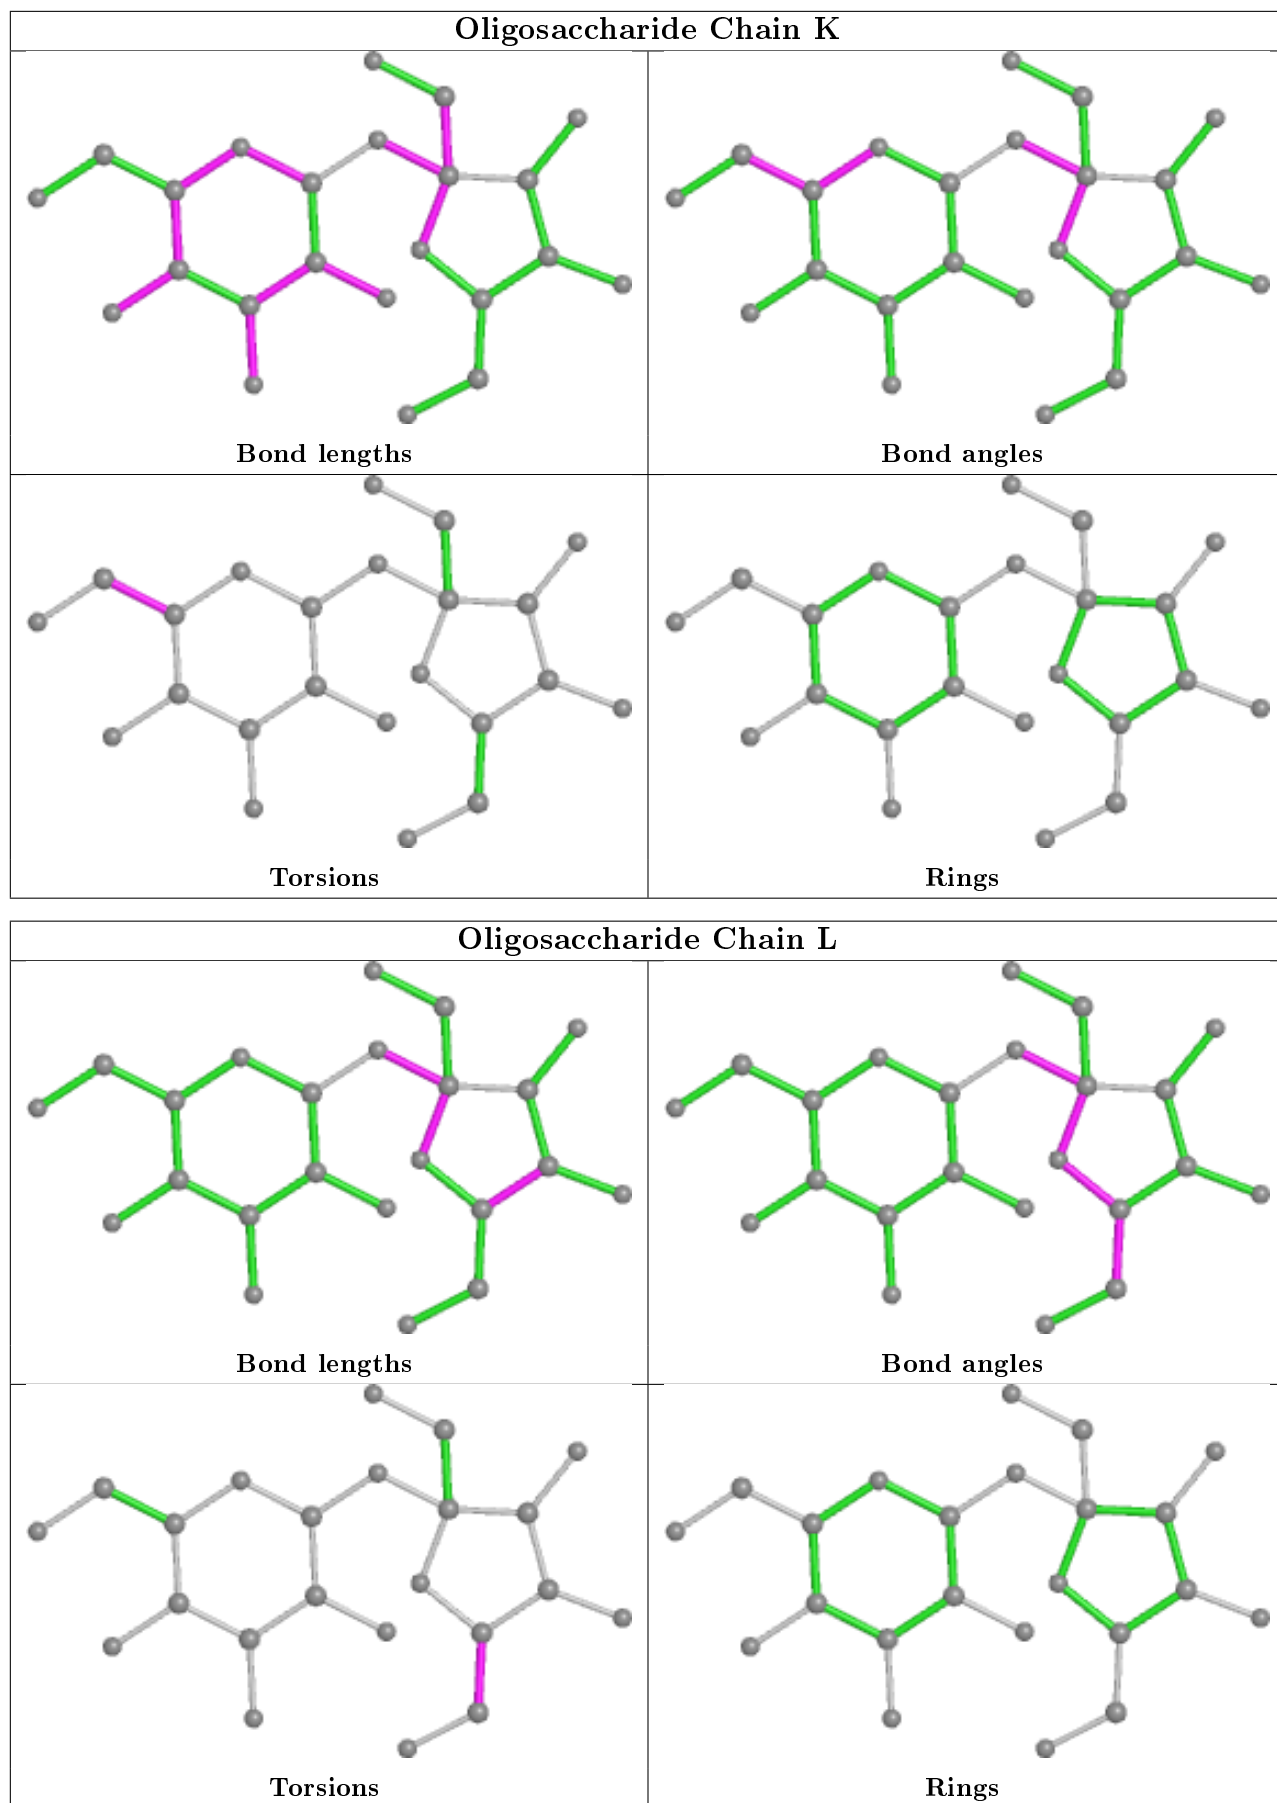 Oligosaccharide Chain K
Bond lengths
Bond angles
Torsions
Rings
Oligosaccharide Chain L
Bond lengths
Bond angles
Torsions
Rings